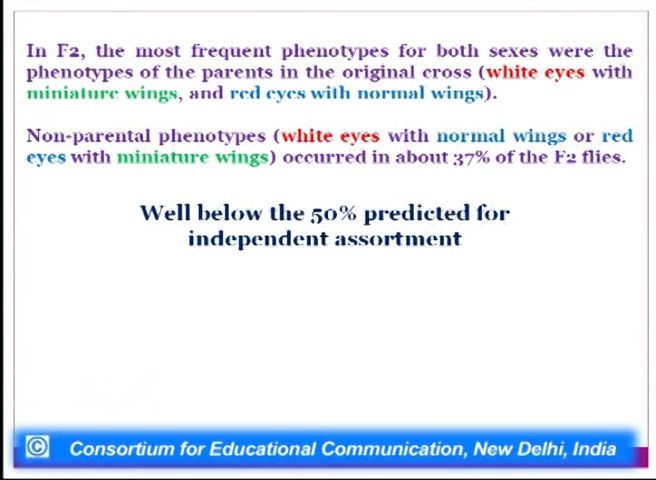 In F2, the most frequent phenotypes for both sexes were the
phenotypes of the parents in the original cross (white eyes with
miniature wings, and red eyes with normal wings).
Non-parental phenotypes (white eyes with normal wings or red
eyes with miniature wings) occurred in about 37% of the F2 flies.
Well below the 50% predicted for
independent assortment
© Consortium for Educational Communication, New Delhi, India